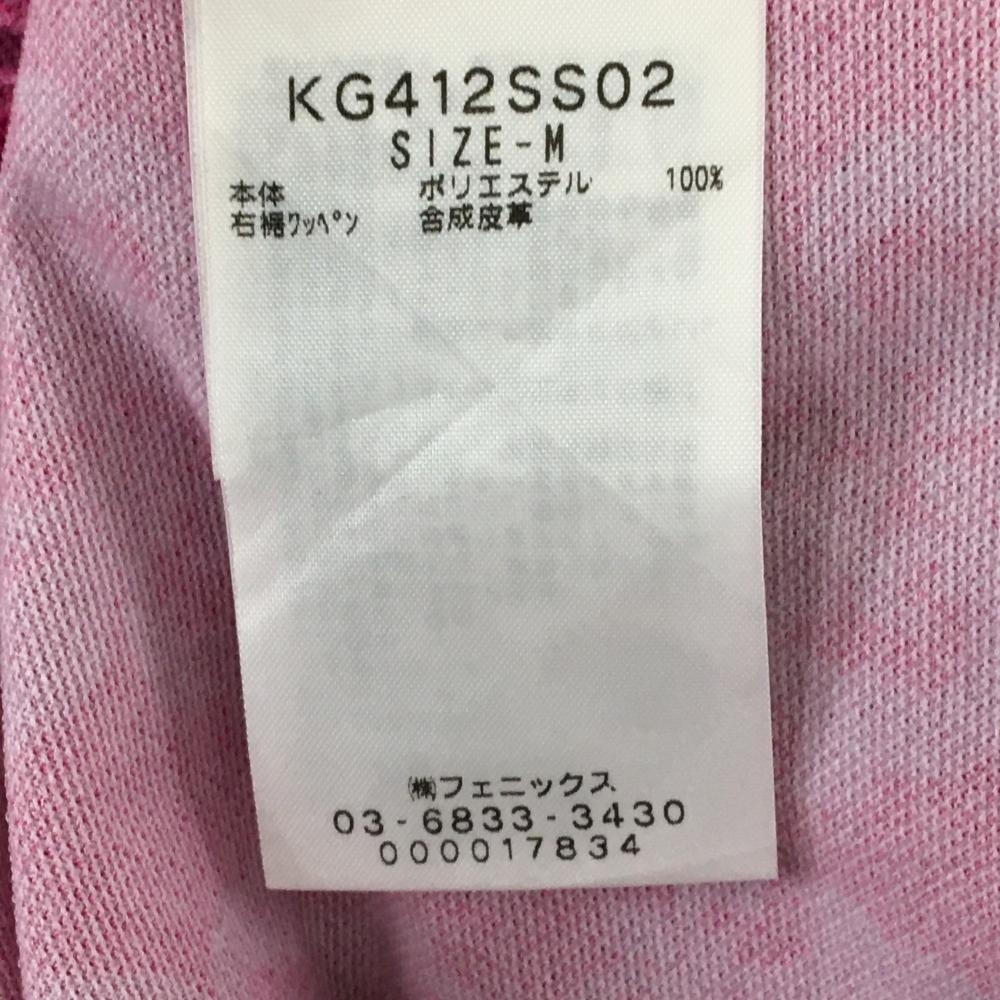 KG412SS02
SIZE-M
本体 ポリエステル 100%
右裾ﾜｯﾍﾟﾝ 合成皮革
㈱フェニックス
03-6833-3430
000017834